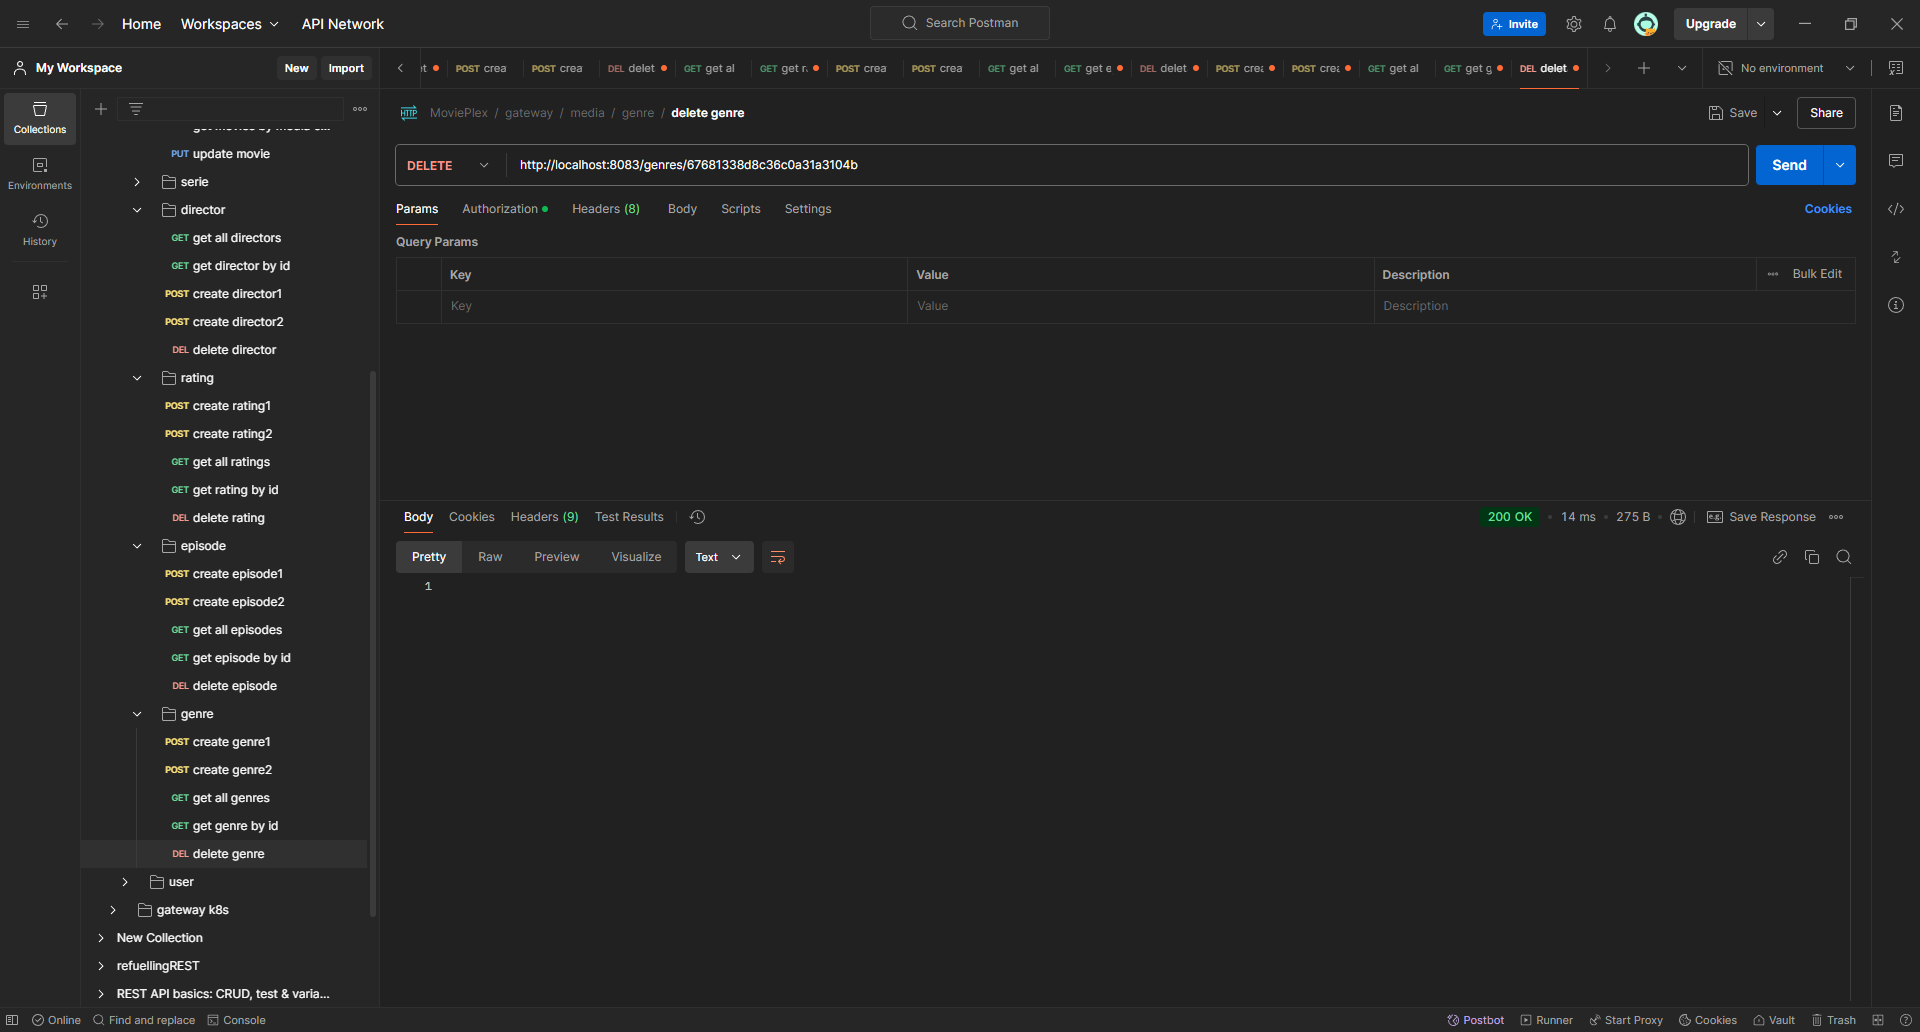 Home
Workspaces
API Network
Search Postman
Invite
Upgrade
My Workspace
New
Import
POST crea
POST crea
DEL delet
GET get al
GET get r
POST crea
POST crea
GET get al
GET get e
DEL delet
POST crea
POST crea
GET get al
GET get g
DEL delet
No environment
Collections
Environments
History
PUT update movie
serie
director
GET get all directors
GET get director by id
POST create director1
POST create director2
DEL delete director
rating
POST create rating1
POST create rating2
GET get all ratings
GET get rating by id
DEL delete rating
episode
POST create episode1
POST create episode2
GET get all episodes
GET get episode by id
DEL delete episode
genre
POST create genre1
POST create genre2
GET get all genres
GET get genre by id
DEL delete genre
user
gateway k8s
New Collection
refuellingREST
REST API basics: CRUD, test & varia...
HTTP MoviePlex / gateway / media / genre / delete genre
Save
Share
DELETE
http://localhost:8083/genres/67681338d8c36c0a31a3104b
Send
Params
Authorization
Headers (8)
Body
Scripts
Settings
Cookies
Query Params
Key
Value
Description
Bulk Edit
Key
Value
Description
Body
Cookies
Headers (9)
Test Results
200 OK
14 ms
275 B
e.g.
Save Response
Pretty
Raw
Preview
Visualize
Text
1
Online
Find and replace
Console
Postbot
Runner
Start Proxy
Cookies
Vault
Trash